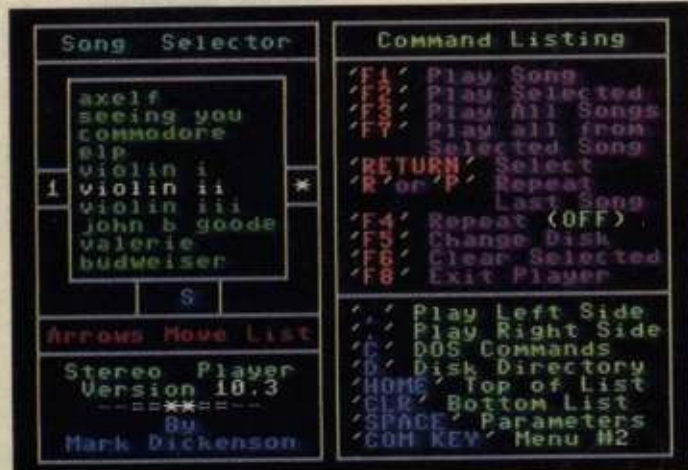 Song Selector
axelf
seeing you
commodore
elp
violin i
1 violin ii *
violin iii
john b goode
valerie
budweiser
S
Arrows Move List
Stereo Player
Version 10.3
--==**==--
By
Mark Dickenson
Command Listing
'F1' Play Song
'F2' Play Selected
'F3' Play All Songs
'F7' Play all from
Selected Song
'RETURN' Select
'R' or 'P' Repeat
Last Song
'F4' Repeat (OFF)
'F5' Change Disk
'F6' Clear Selected
'F8' Exit Player
Play Left Side
Play Right Side
'C' DOS Commands
'D' Disk Directory
'HOME' Top of List
'CLR' Bottom List
'SPACE' Parameters
'COM KEY' Menu #2